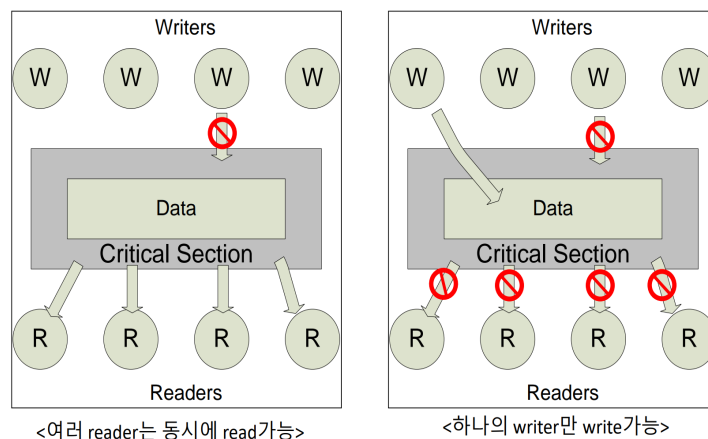 Writers
W W W W
Data
Critical Section
R R R R
Readers
<여러 reader는 동시에 read가능>
Writers
W W W W
Data
Critical Section
R R R R
Readers
<하나의 writer만 write가능>